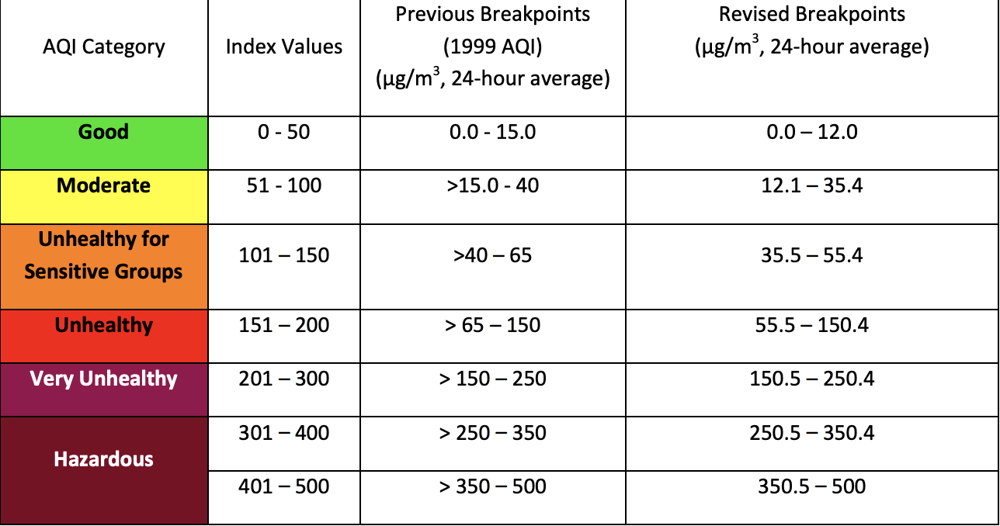 AQI Category
Index Values
Previous Breakpoints
(1999 AQI)
(µg/m³, 24-hour average)
Revised Breakpoints
(µg/m³, 24-hour average)
Good
0 - 50
0.0 - 15.0
0.0 – 12.0
Moderate
51 - 100
>15.0 - 40
12.1 – 35.4
Unhealthy for
Sensitive Groups
101 – 150
>40 – 65
35.5 – 55.4
Unhealthy
151 – 200
> 65 – 150
55.5 – 150.4
Very Unhealthy
201 – 300
> 150 – 250
150.5 – 250.4
Hazardous
301 – 400
> 250 – 350
250.5 – 350.4
401 – 500
> 350 – 500
350.5 – 500